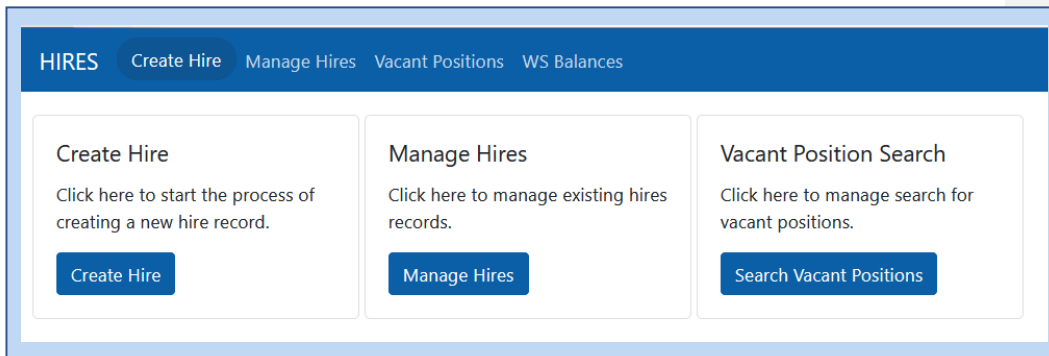 HIRES Create Hire Manage Hires Vacant Positions WS Balances
Create Hire
Click here to start the process of
creating a new hire record.
Create Hire
Manage Hires
Click here to manage existing hires
records.
Manage Hires
Vacant Position Search
Click here to manage search for
vacant positions.
Search Vacant Positions